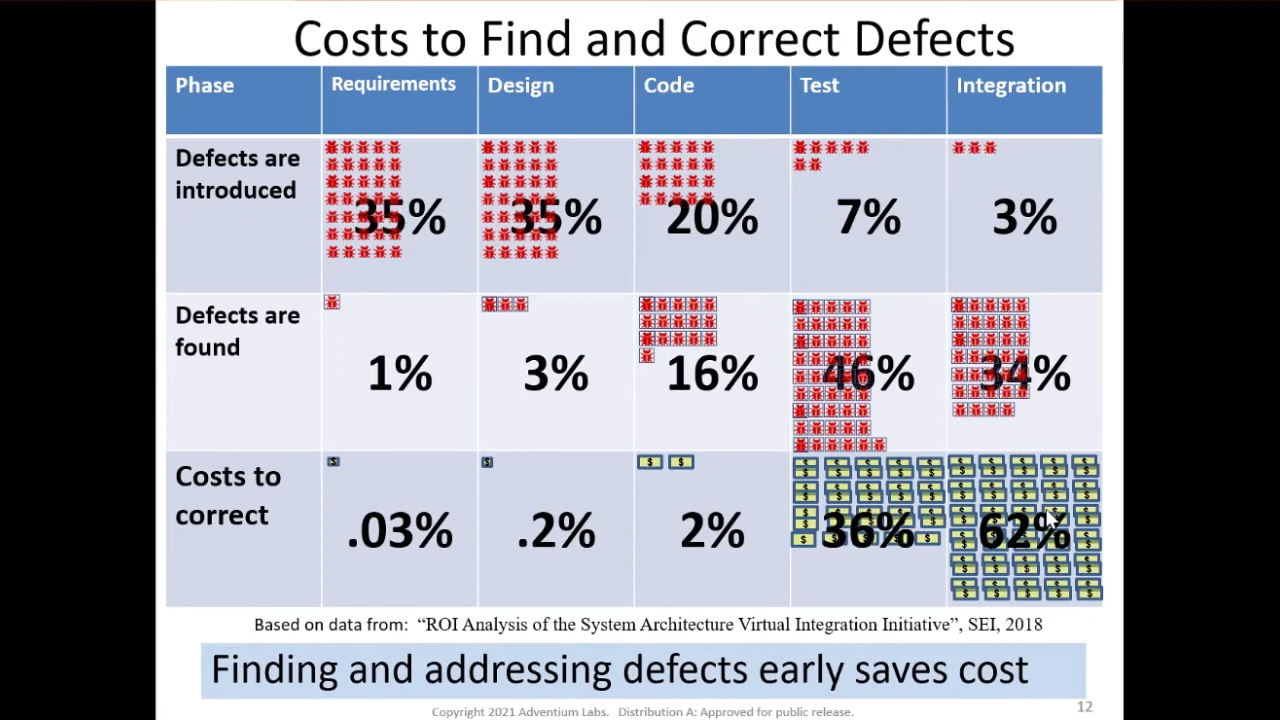 Costs to Find and Correct Defects
Phase Requirements Design Code Test Integration
Defects are
introduced
35% 35% 20% 7% 3%
Defects are
found
1% 3% 16% 46% 34%
Costs to
correct
.03% .2% 2% 36% 62%
Based on data from: “ROI Analysis of the System Architecture Virtual Integration Initiative”, SEI, 2018
Finding and addressing defects early saves cost
Copyright 2021 Adventium Labs. Distribution A: Approved for public release.
12